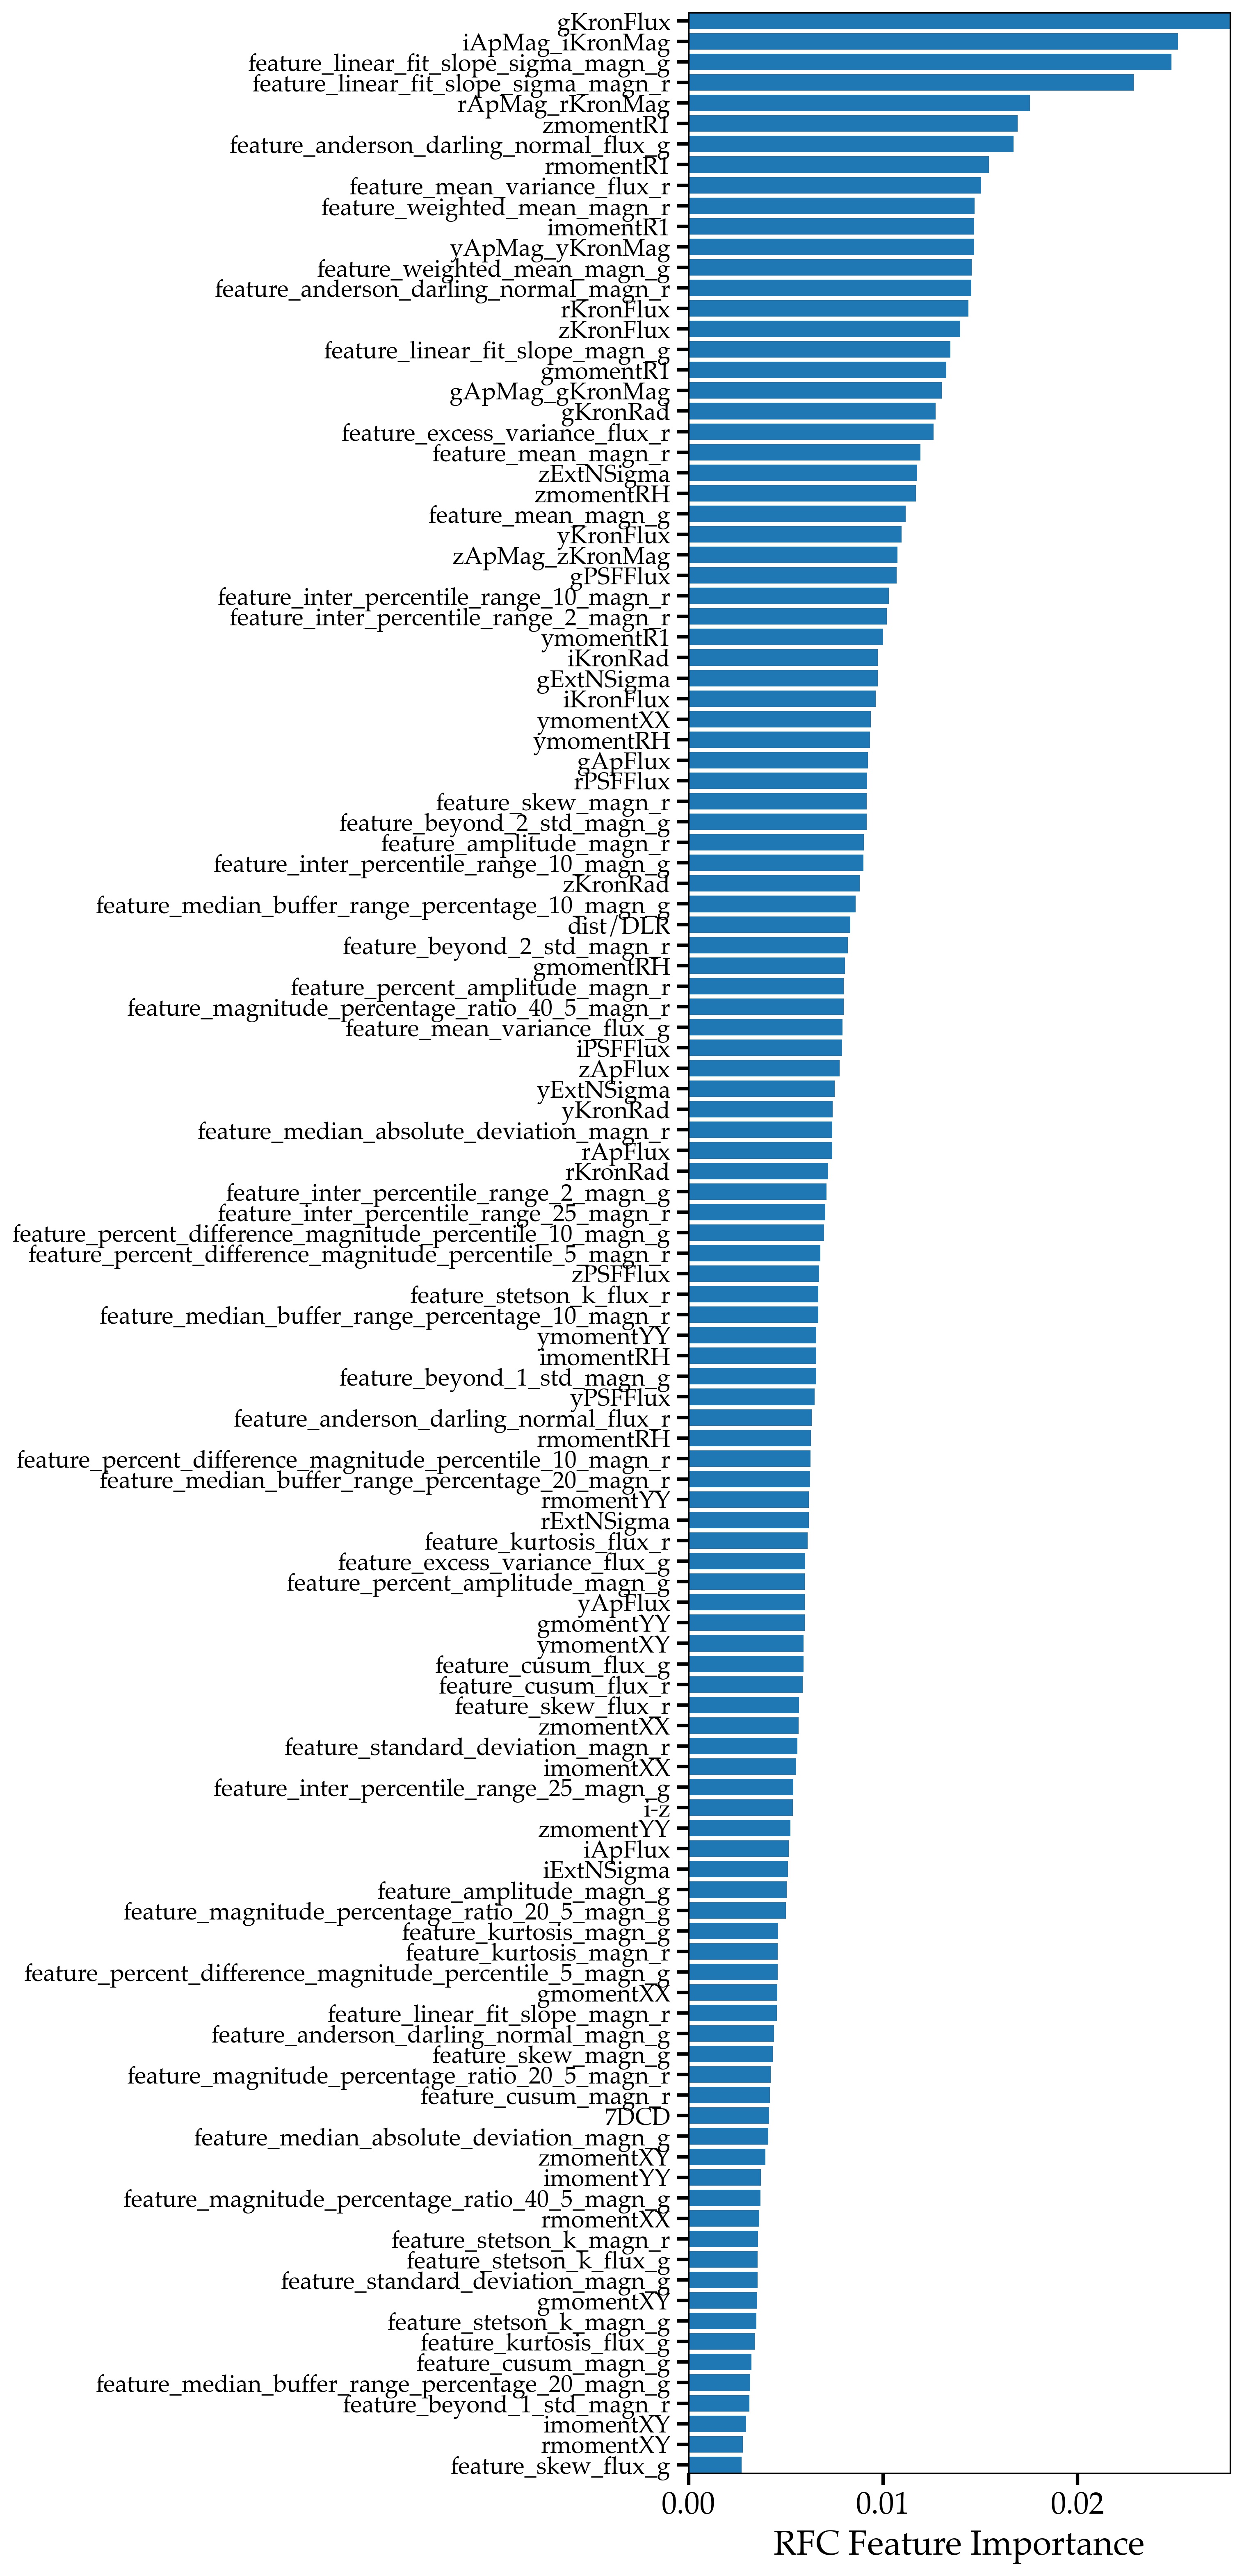 gKronFlux
iApMag_iKronMag
feature_linear_fit_slope_sigma_magn_g
feature_linear_fit_slope_sigma_magn_r
rApMag_rKronMag
zmomentR1
feature_anderson_darling_normal_flux_g
rmomentR1
feature_mean_variance_flux_r
feature_weighted_mean_magn_r
imomentR1
yApMag_yKronMag
feature_weighted_mean_magn_g
feature_anderson_darling_normal_magn_r
rKronFlux
zKronFlux
feature_linear_fit_slope_magn_g
gmomentR1
gApMag_gKronMag
gKronRad
feature_excess_variance_flux_r
feature_mean_magn_r
zExtNSigma
zmomentRH
feature_mean_magn_g
yKronFlux
zApMag_zKronMag
gPSFFlux
feature_inter_percentile_range_10_magn_r
feature_inter_percentile_range_2_magn_r
ymomentR1
iKronRad
gExtNSigma
iKronFlux
ymomentXX
ymomentRH
gApFlux
rPSFFlux
feature_skew_magn_r
feature_beyond_2_std_magn_g
feature_amplitude_magn_r
feature_inter_percentile_range_10_magn_g
zKronRad
feature_median_buffer_range_percentage_10_magn_g
dist/DLR
feature_beyond_2_std_magn_r
gmomentRH
feature_percent_amplitude_magn_r
feature_magnitude_percentage_ratio_40_5_magn_r
feature_mean_variance_flux_g
iPSFFlux
zApFlux
yExtNSigma
yKronRad
feature_median_absolute_deviation_magn_r
rApFlux
rKronRad
feature_inter_percentile_range_2_magn_g
feature_inter_percentile_range_25_magn_r
feature_percent_difference_magnitude_percentile_10_magn_g
feature_percent_difference_magnitude_percentile_5_magn_r
zPSFFlux
feature_stetson_k_flux_r
feature_median_buffer_range_percentage_10_magn_r
ymomentYY
imomentRH
feature_beyond_1_std_magn_g
yPSFFlux
feature_anderson_darling_normal_flux_r
rmomentRH
feature_percent_difference_magnitude_percentile_10_magn_r
feature_median_buffer_range_percentage_20_magn_r
rmomentYY
rExtNSigma
feature_kurtosis_flux_r
feature_excess_variance_flux_g
feature_percent_amplitude_magn_g
yApFlux
gmomentYY
ymomentXY
feature_cusum_flux_g
feature_cusum_flux_r
feature_skew_flux_r
zmomentXX
feature_standard_deviation_magn_r
imomentXX
feature_inter_percentile_range_25_magn_g
i-z
zmomentYY
iApFlux
iExtNSigma
feature_amplitude_magn_g
feature_magnitude_percentage_ratio_20_5_magn_g
feature_kurtosis_magn_g
feature_kurtosis_magn_r
feature_percent_difference_magnitude_percentile_5_magn_g
gmomentXX
feature_linear_fit_slope_magn_r
feature_anderson_darling_normal_magn_g
feature_skew_magn_g
feature_magnitude_percentage_ratio_20_5_magn_r
feature_cusum_magn_r
7DCD
feature_median_absolute_deviation_magn_g
zmomentXY
imomentYY
feature_magnitude_percentage_ratio_40_5_magn_g
rmomentXX
feature_stetson_k_magn_r
feature_stetson_k_flux_g
feature_standard_deviation_magn_g
gmomentXY
feature_stetson_k_magn_g
feature_kurtosis_flux_g
feature_cusum_magn_g
feature_median_buffer_range_percentage_20_magn_g
feature_beyond_1_std_magn_r
imomentXY
rmomentXY
feature_skew_flux_g
0.00 0.01 0.02
RFC Feature Importance